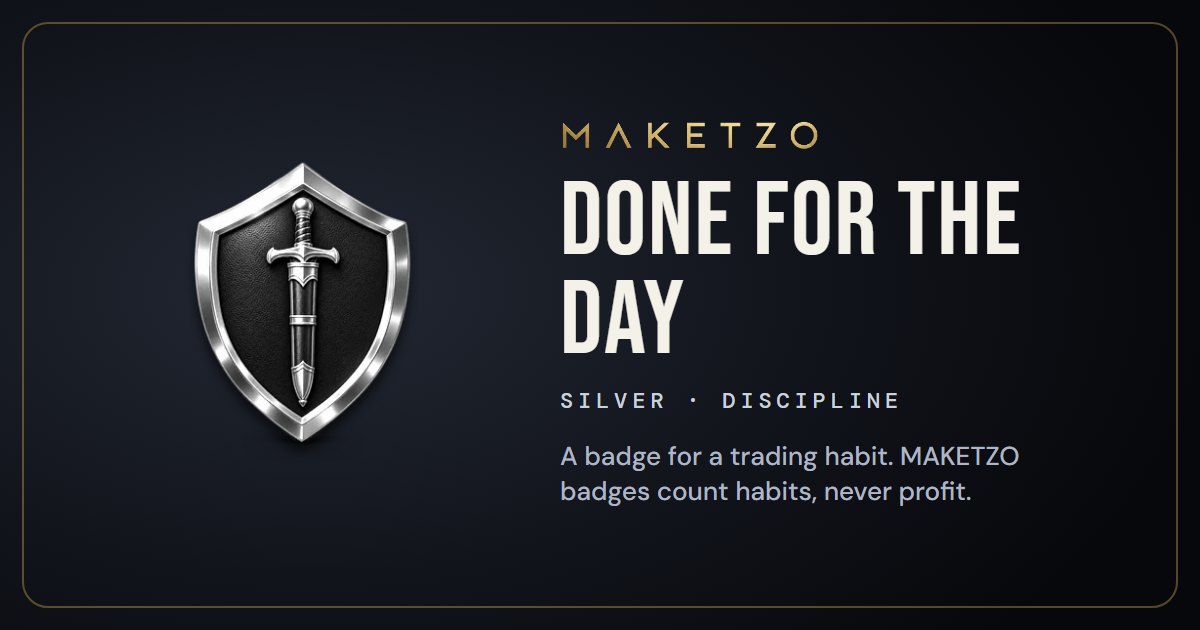 MAKETZO
DONE FOR THE
DAY
SILVER · DISCIPLINE
A badge for a trading habit. MAKETZO
badges count habits, never profit.